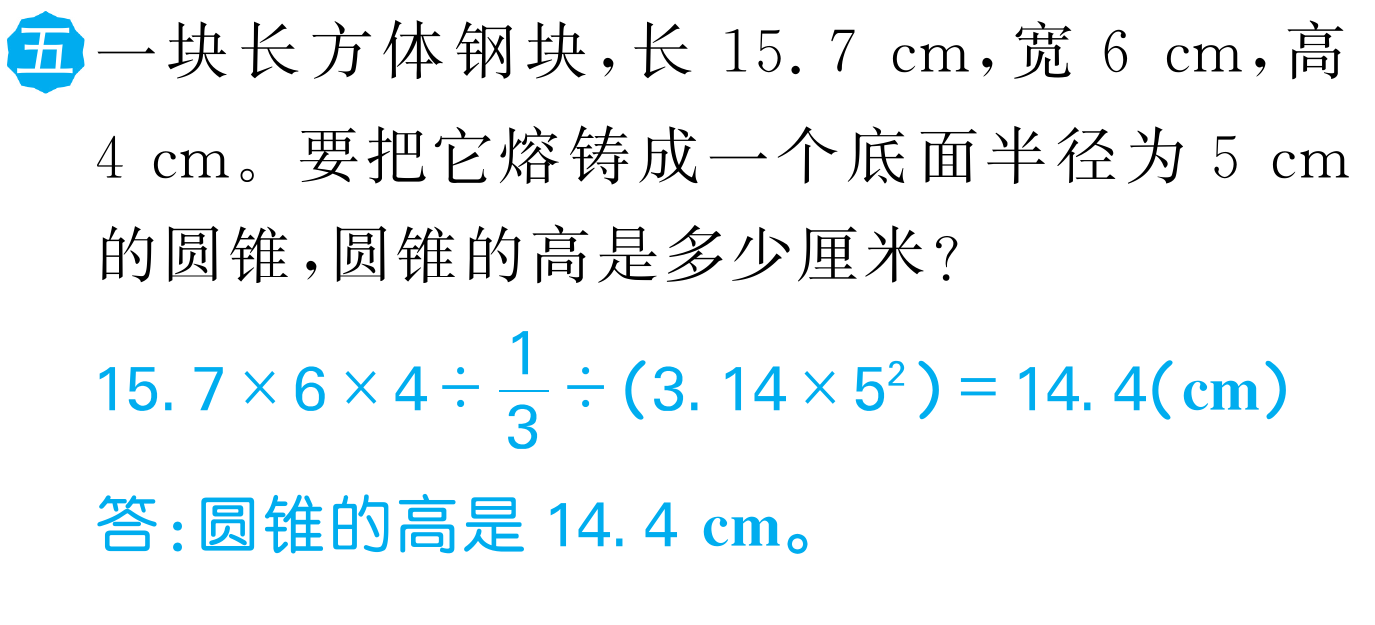 五 一块长方体钢块,长 15.7 cm,宽 6 cm,高
4 cm。要把它熔铸成一个底面半径为 5 cm
的圆锥,圆锥的高是多少厘米?
15.7×6×4÷1/3÷(3.14×5²)=14.4(cm)
答:圆锥的高是 14.4 cm。